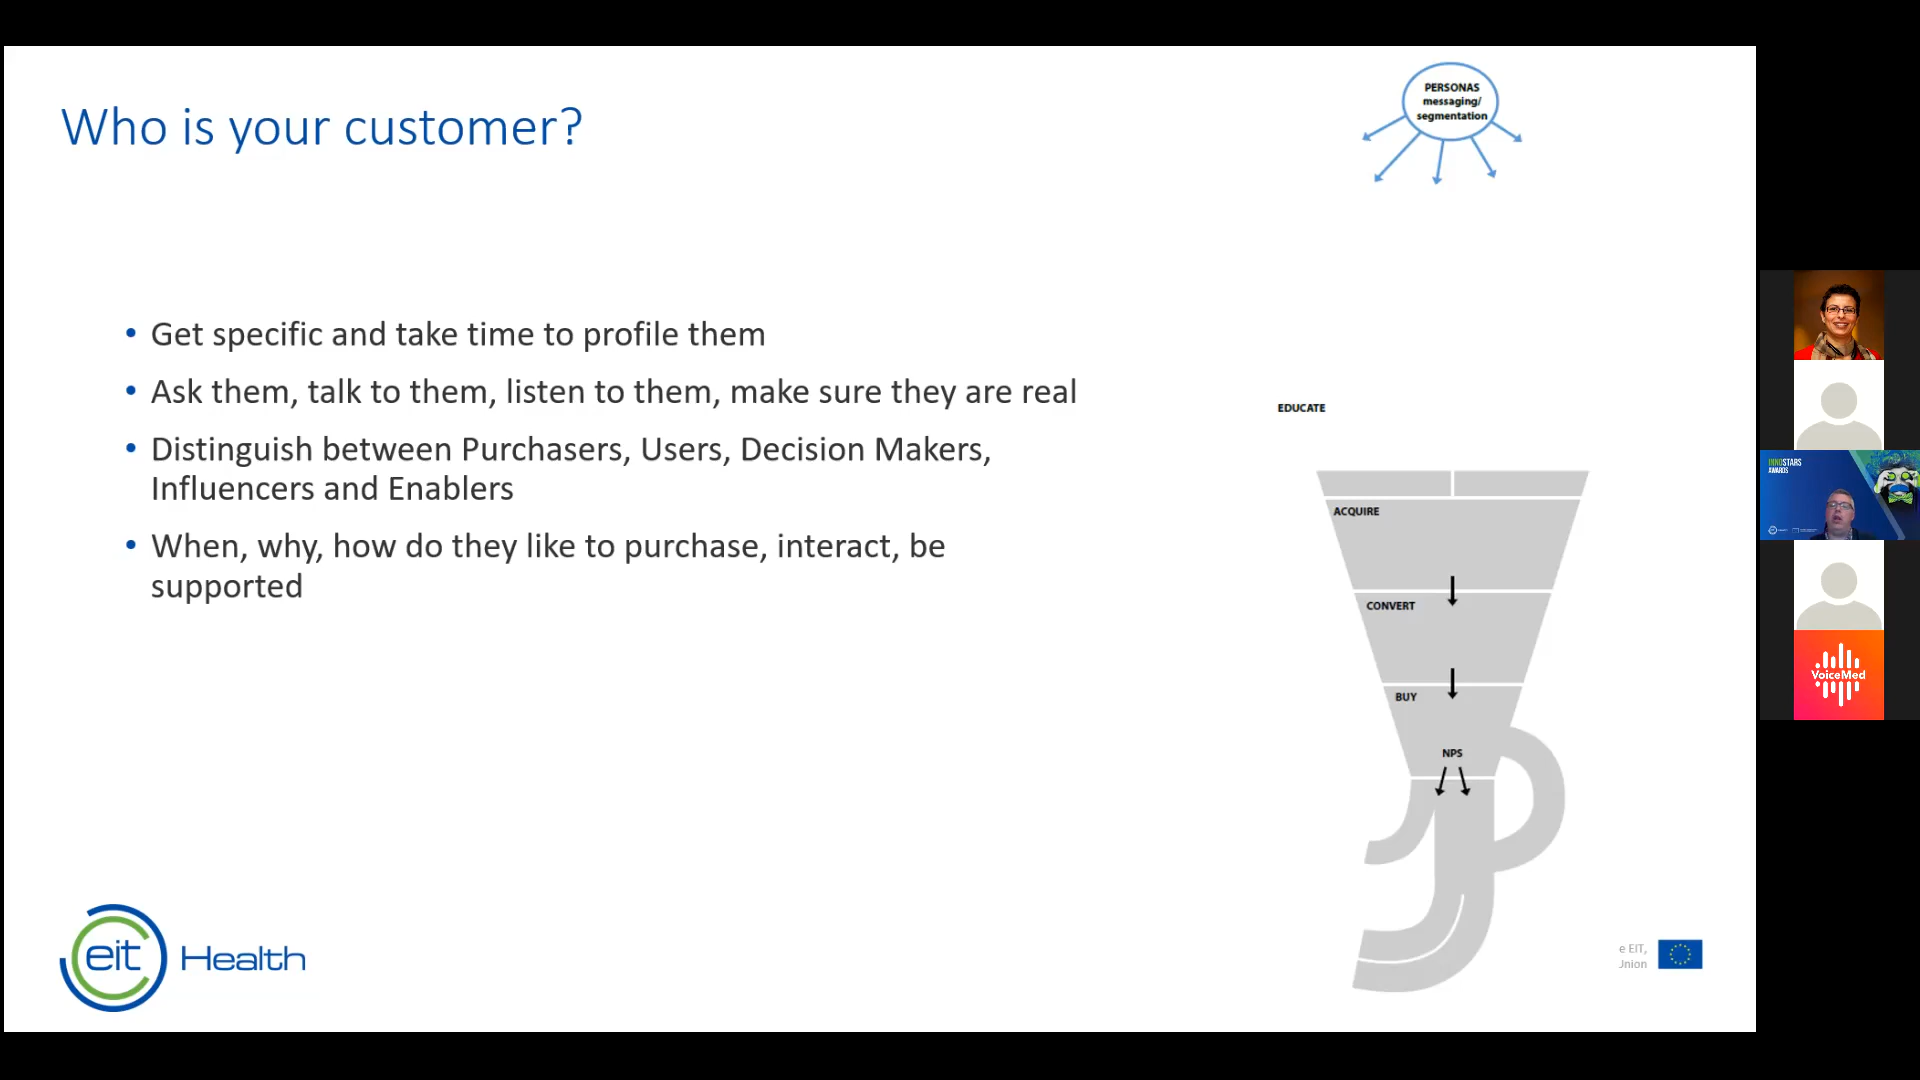 Who is your customer?
PERSONAS
messaging/
segmentation
• Get specific and take time to profile them
• Ask them, talk to them, listen to them, make sure they are real
• Distinguish between Purchasers, Users, Decision Makers,
Influencers and Enablers
• When, why, how do they like to purchase, interact, be
supported
EDUCATE
ACQUIRE
CONVERT
BUY
NPS
eit Health
e EIT,
Union
INNOSTARS
AWARDS
VoiceMed